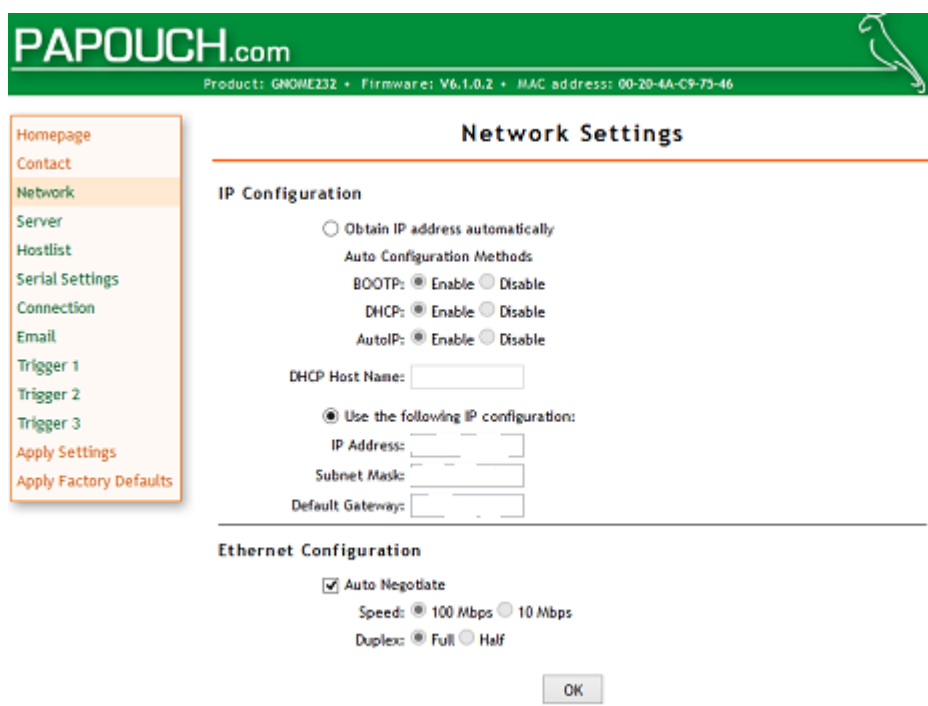 PAPOUCH.com
Product: GNOME232 • Firmware: V6.1.0.2 • MAC address: 00-20-4A-C9-75-46
Homepage
Contact
Network
Server
Hostlist
Serial Settings
Connection
Email
Trigger 1
Trigger 2
Trigger 3
Apply Settings
Apply Factory Defaults
Network Settings
IP Configuration
Obtain IP address automatically
Auto Configuration Methods
BOOTP: Enable Disable
DHCP: Enable Disable
AutoIP: Enable Disable
DHCP Host Name:
Use the following IP configuration:
IP Address:
Subnet Mask:
Default Gateway:
Ethernet Configuration
Auto Negotiate
Speed: 100 Mbps 10 Mbps
Duplex: Full Half
OK